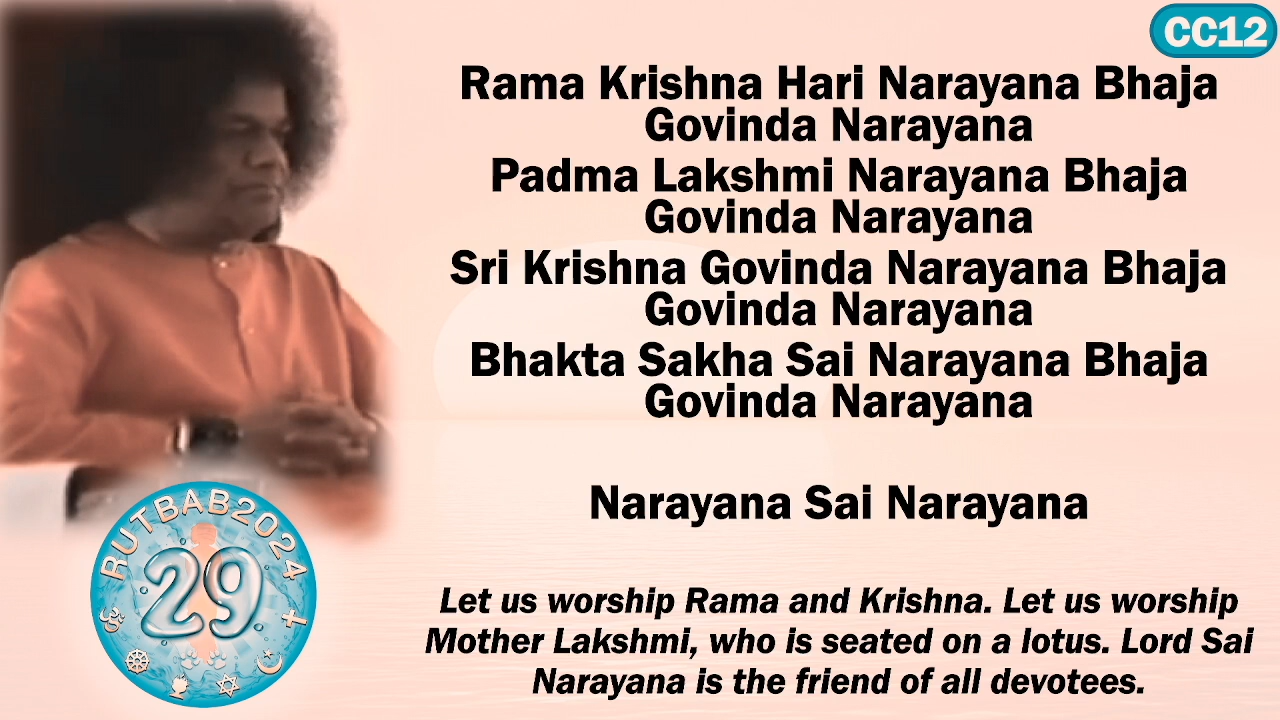 CC12
Rama Krishna Hari Narayana Bhaja
Govinda Narayana
Padma Lakshmi Narayana Bhaja
Govinda Narayana
Sri Krishna Govinda Narayana Bhaja
Govinda Narayana
Bhakta Sakha Sai Narayana Bhaja
Govinda Narayana
Narayana Sai Narayana
Let us worship Rama and Krishna. Let us worship
Mother Lakshmi, who is seated on a lotus. Lord Sai
Narayana is the friend of all devotees.
RUTBAB2024
29